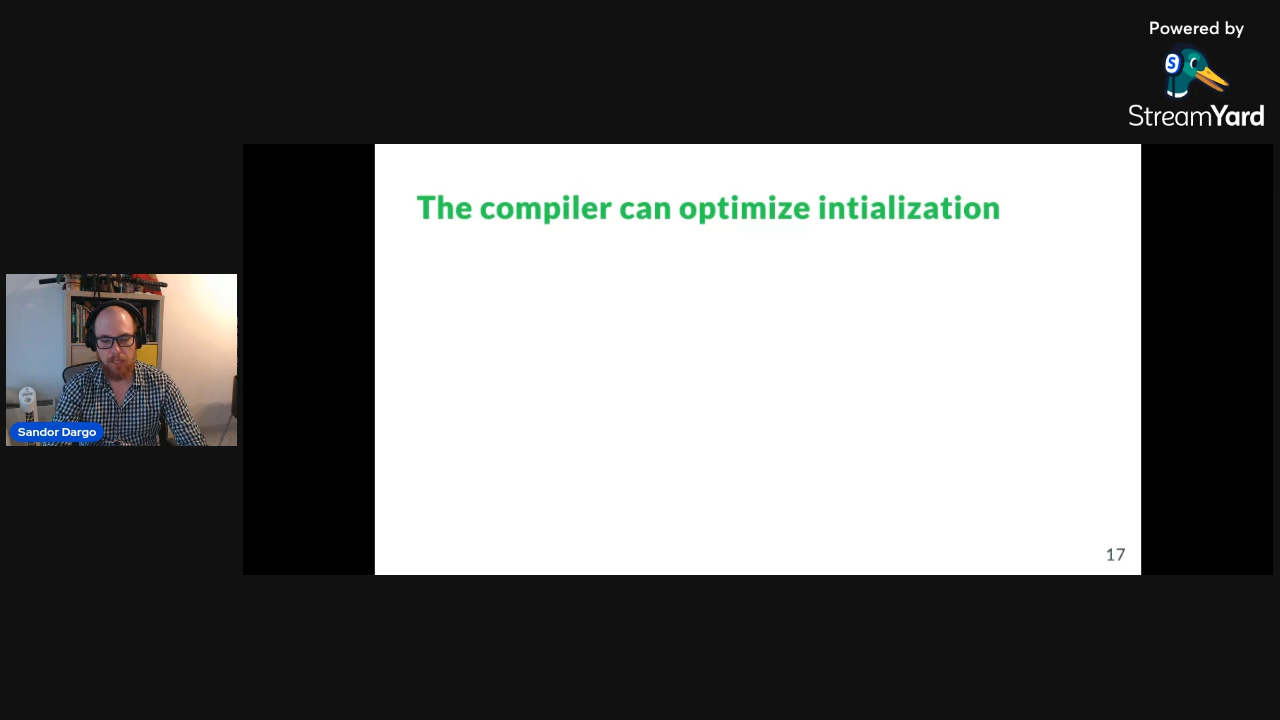 Powered by
S
StreamYard
The compiler can optimize intialization
Sandor Dargo
17